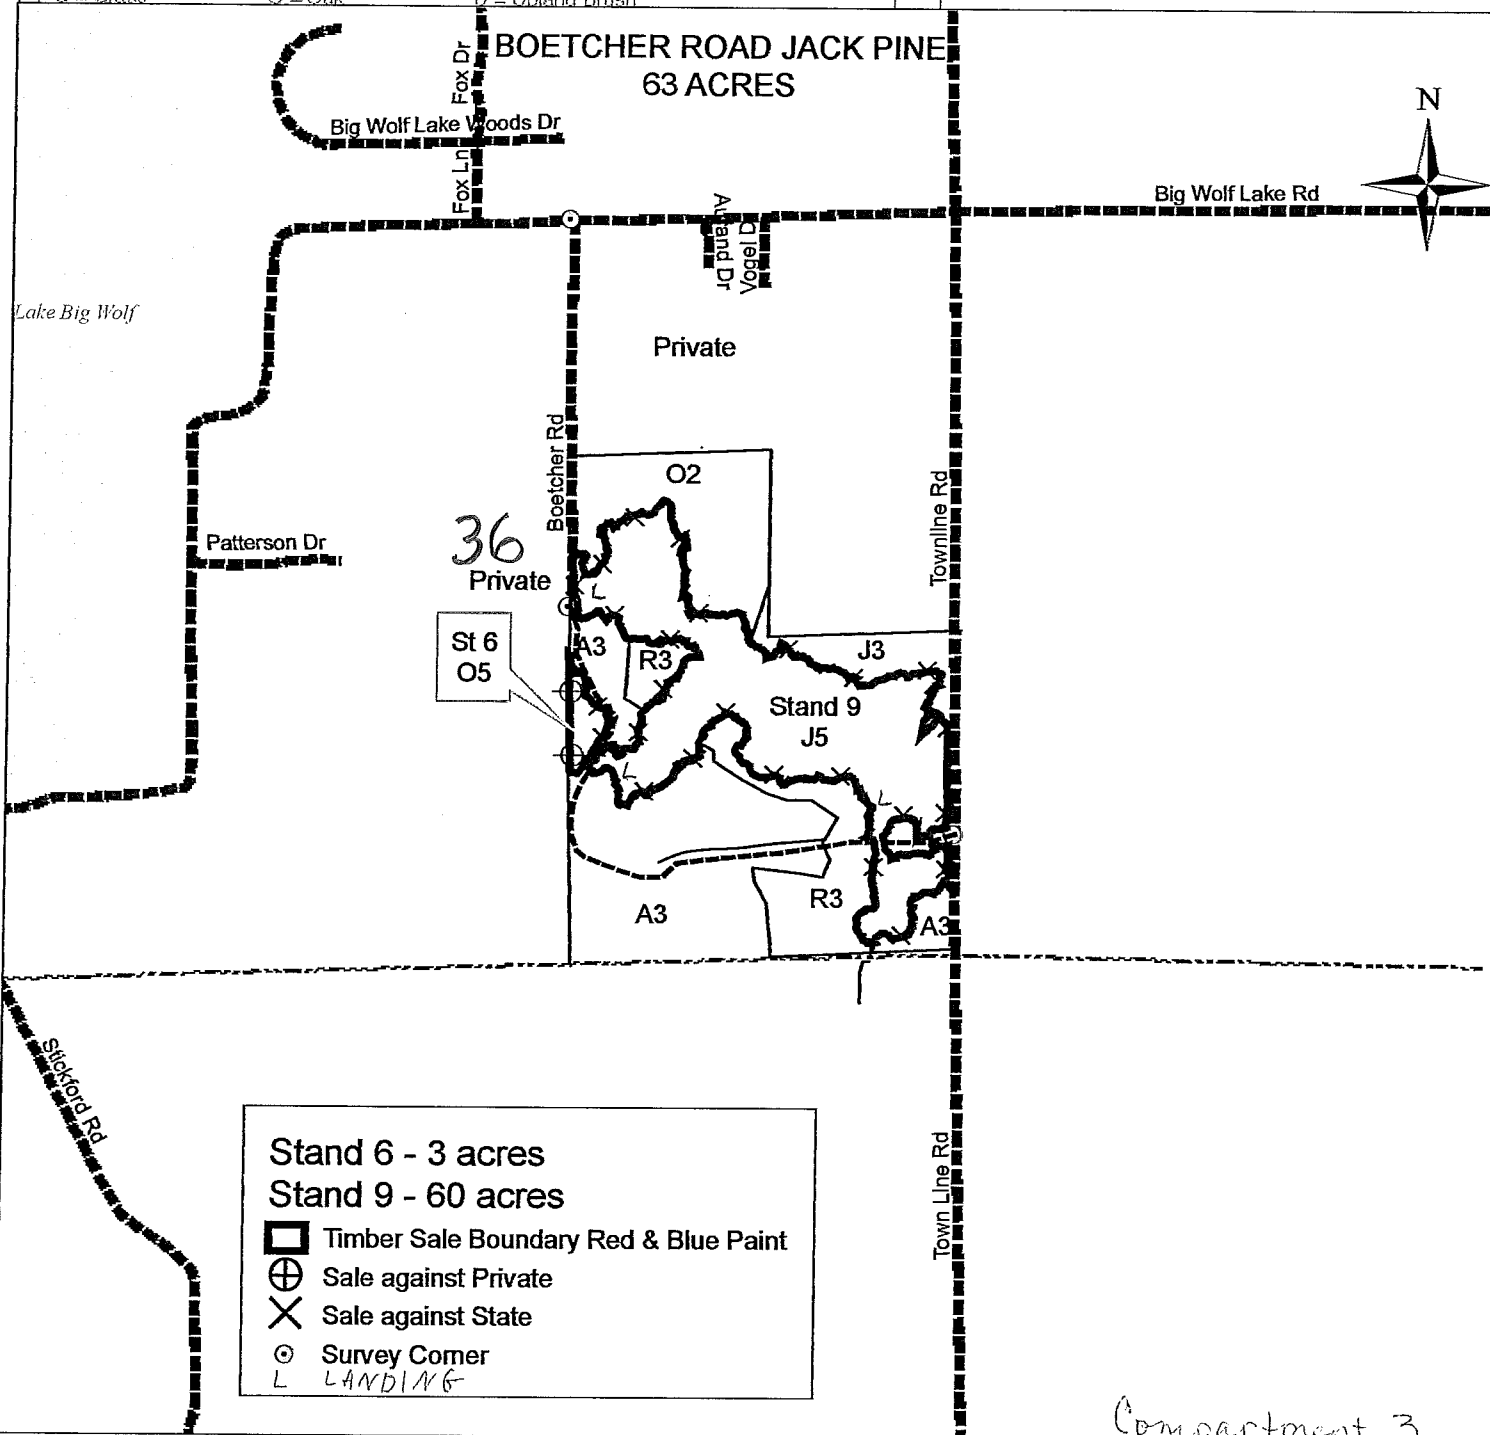 O = Oak
U = Upland Brush
BOETCHER ROAD JACK PINE
63 ACRES
N
Fox Dr
Big Wolf Lake Woods Dr
Fox Ln
Big Wolf Lake Rd
Vogel D
Lake Big Wolf
Private
Boetcher Rd
O2
Townline Rd
36
Private
Patterson Dr
L
St 6
O5
A3
R3
J3
Stand 9
J5
L
L
R3
A3
A3
Stickford Rd
Town Line Rd
Stand 6 - 3 acres
Stand 9 - 60 acres
Timber Sale Boundary Red & Blue Paint
Sale against Private
Sale against State
Survey Corner
L LANDING
Compartment 3